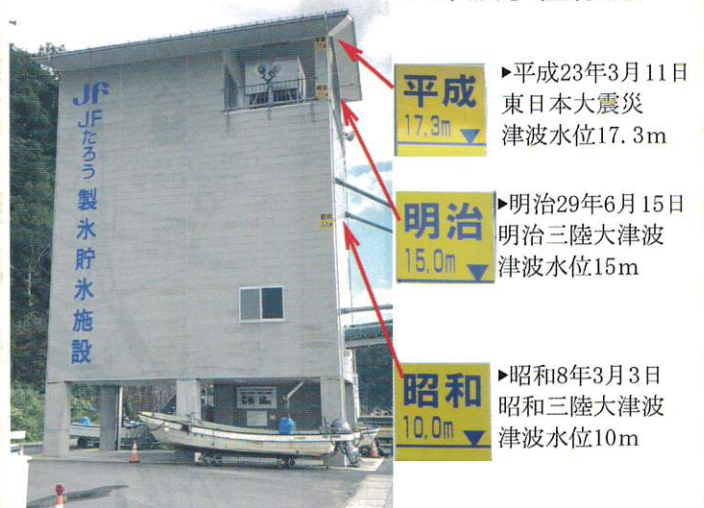 JF
JFたろう製氷貯氷施設
平成
17.3m
▶平成23年3月11日
東日本大震災
津波水位17.3m
明治
15.0m
▶明治29年6月15日
明治三陸大津波
津波水位15m
昭和
10.0m
▶昭和8年3月3日
昭和三陸大津波
津波水位10m